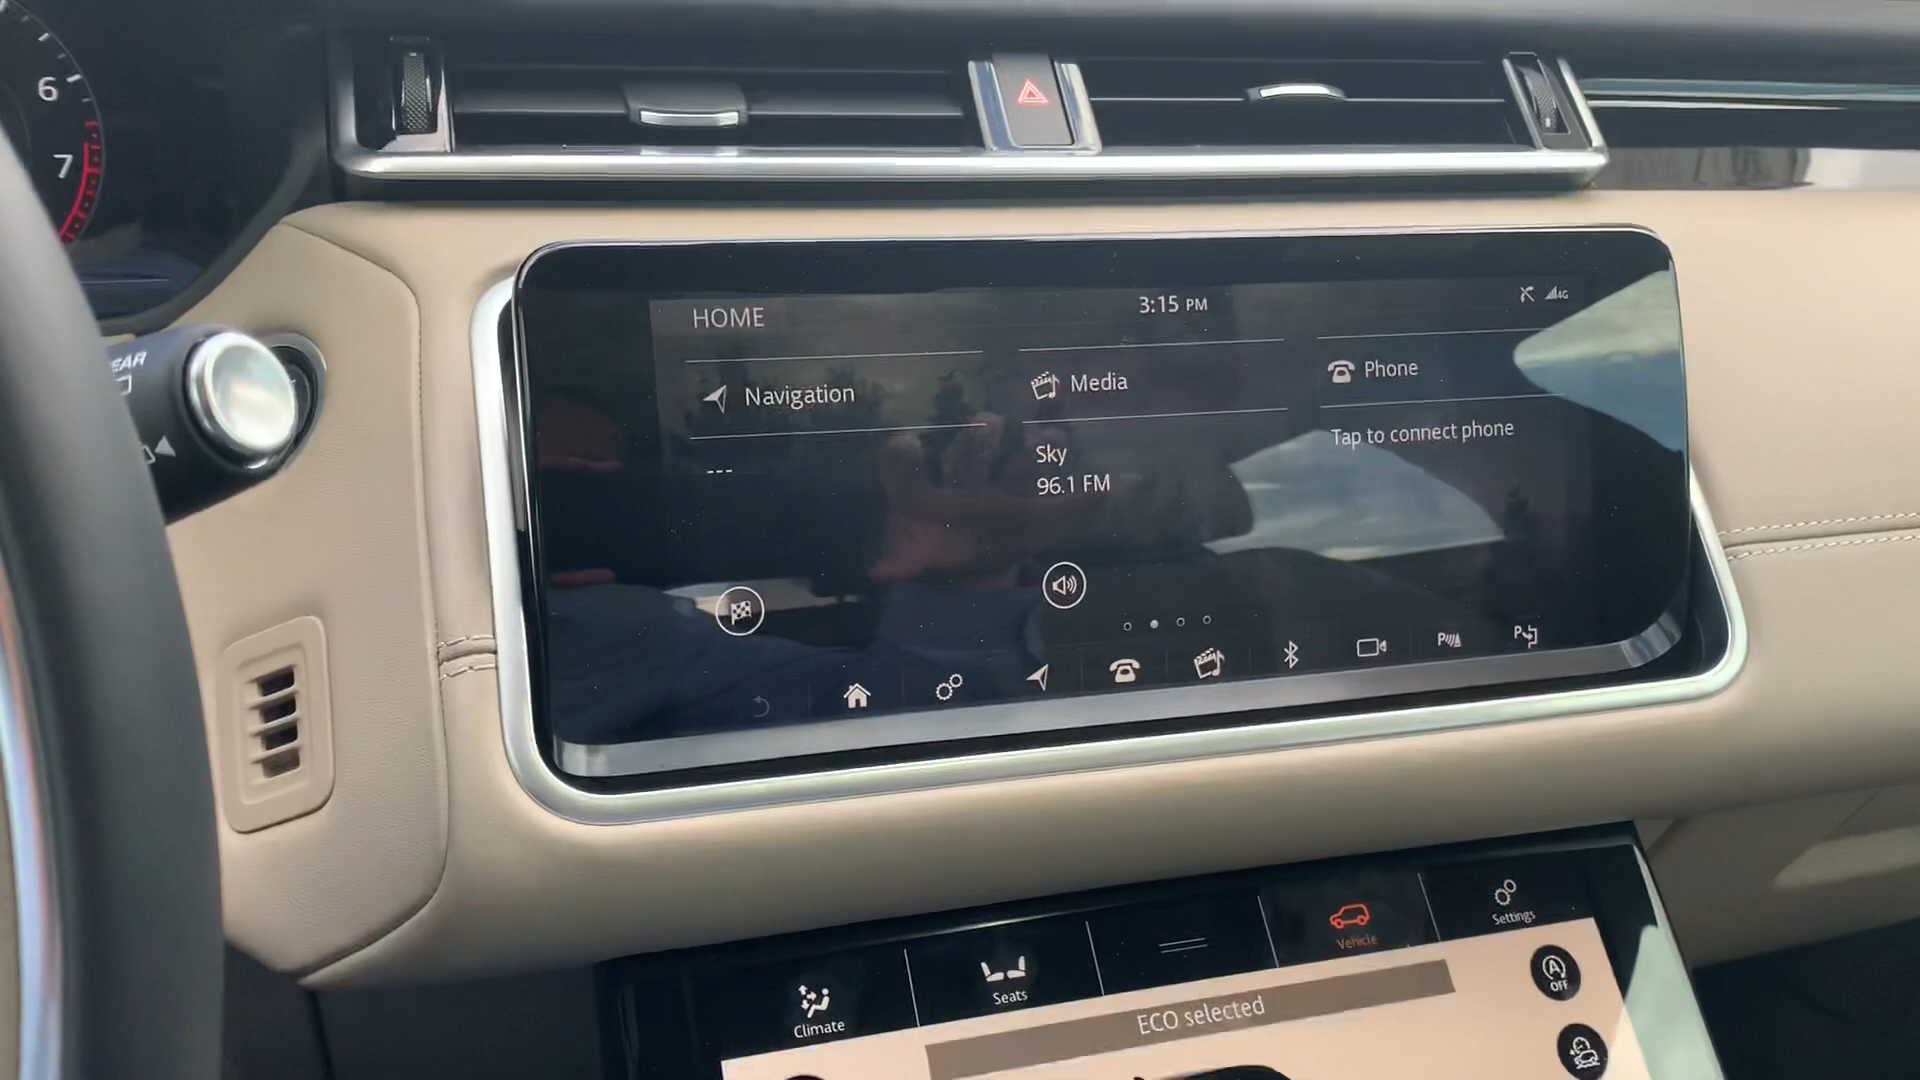 6
7
HOME
3:15 PM
4G
Navigation
Media
Phone
---
Sky
96.1 FM
Tap to connect phone
Climate
Seats
Vehicle
Settings
ECO selected
A
OFF